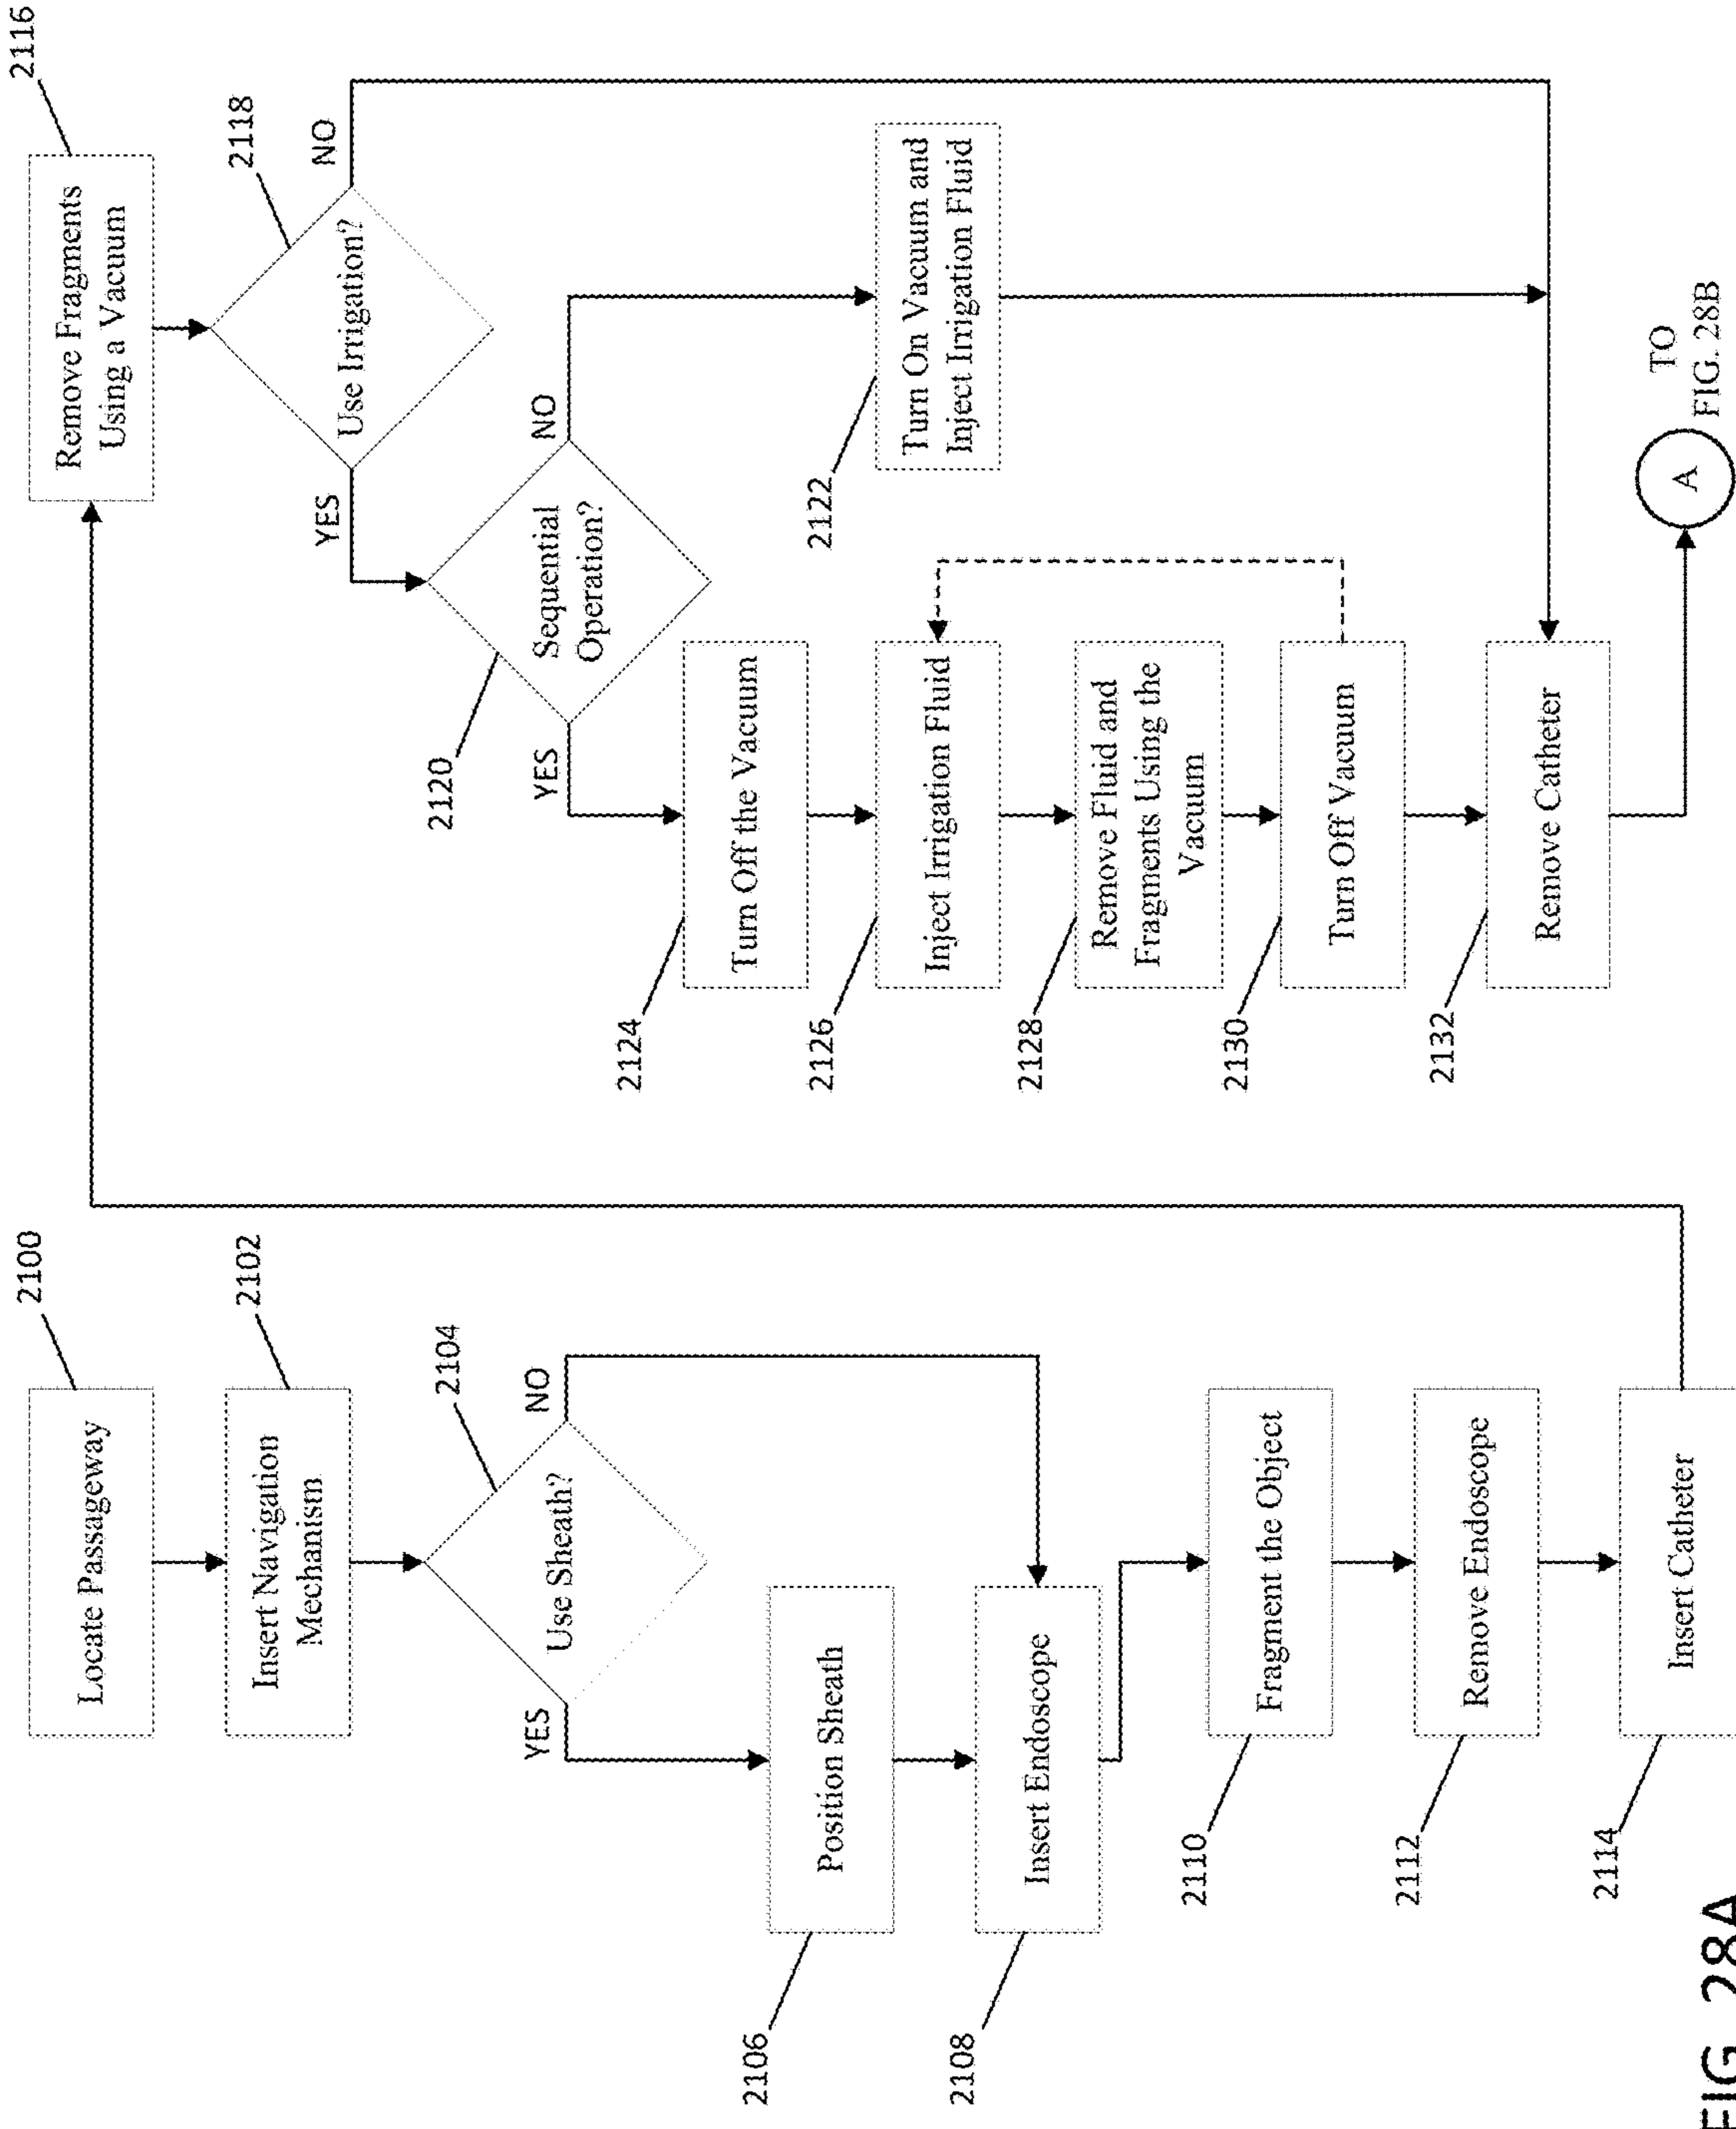 2100
Locate Passageway
2102
Insert Navigation
Mechanism
2104
Use Sheath?
YES
NO
2106
Position Sheath
2108
Insert Endoscope
2110
Fragment the Object
2112
Remove Endoscope
2114
Insert Catheter
2116
Remove Fragments
Using a Vacuum
2118
Use Irrigation?
YES
NO
2120
Sequential
Operation?
YES
NO
2122
Turn On Vacuum and
Inject Irrigation Fluid
2124
Turn Off the Vacuum
2126
Inject Irrigation Fluid
2128
Remove Fluid and
Fragments Using the
Vacuum
2130
Turn Off Vacuum
2132
Remove Catheter
A
TO
FIG. 28B
FIG. 28A